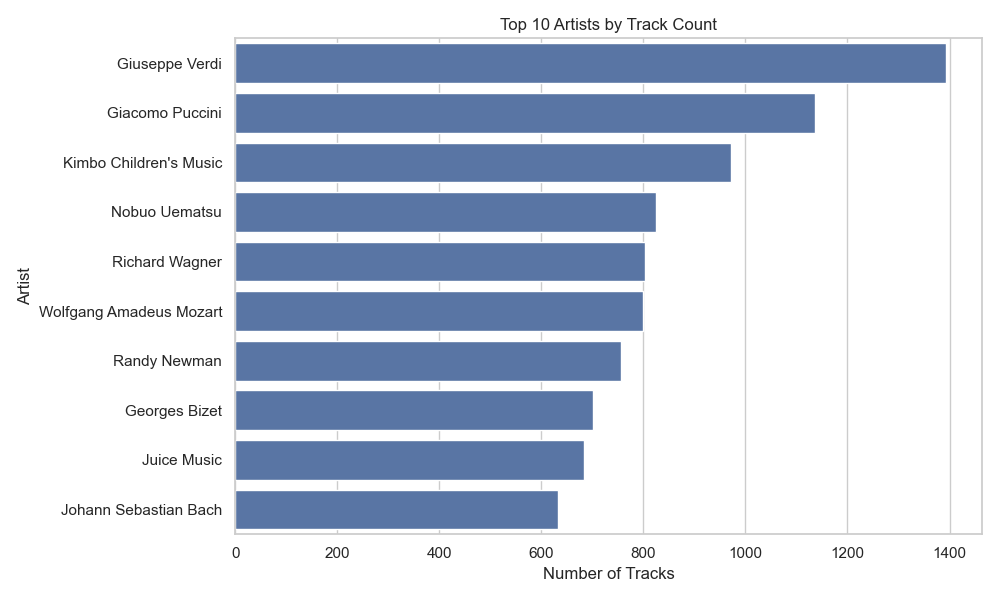 Top 10 Artists by Track Count
Artist
Giuseppe Verdi
Giacomo Puccini
Kimbo Children's Music
Nobuo Uematsu
Richard Wagner
Wolfgang Amadeus Mozart
Randy Newman
Georges Bizet
Juice Music
Johann Sebastian Bach
0 200 400 600 800 1000 1200 1400
Number of Tracks